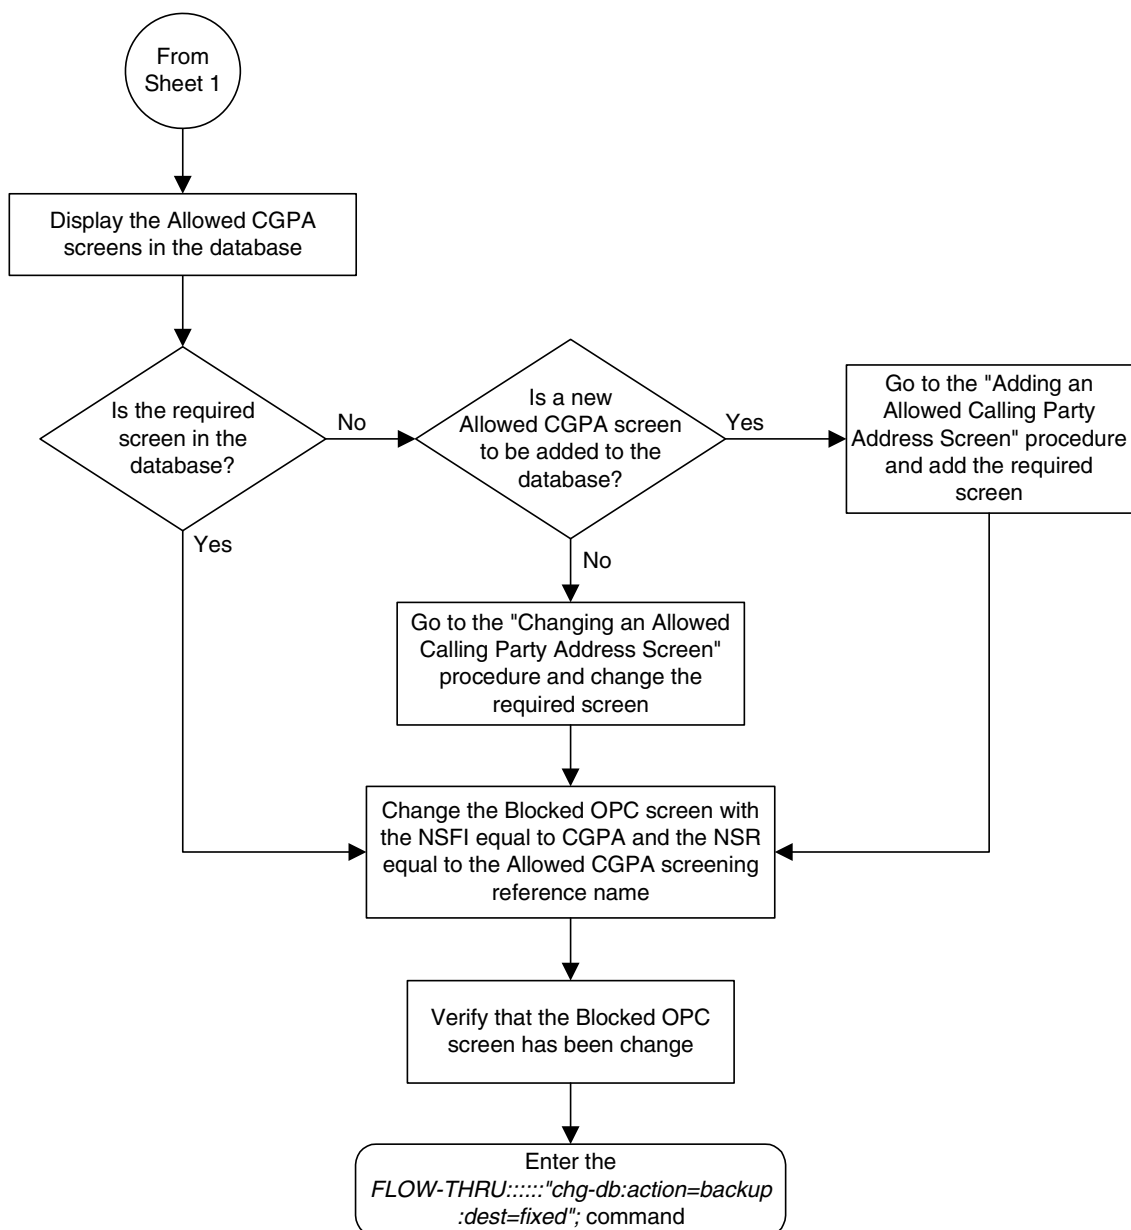 From
Sheet 1
Display the Allowed CGPA
screens in the database
Is the required
screen in the
database?
No
Yes
Is a new
Allowed CGPA screen
to be added to the
database?
Yes
No
Go to the "Adding an
Allowed Calling Party
Address Screen" procedure
and add the required
screen
Go to the "Changing an Allowed
Calling Party Address Screen"
procedure and change the
required screen
Change the Blocked OPC screen with
the NSFI equal to CGPA and the NSR
equal to the Allowed CGPA screening
reference name
Verify that the Blocked OPC
screen has been change
Enter the
FLOW-THRU::::::"chg-db:action=backup
:dest=fixed"; command